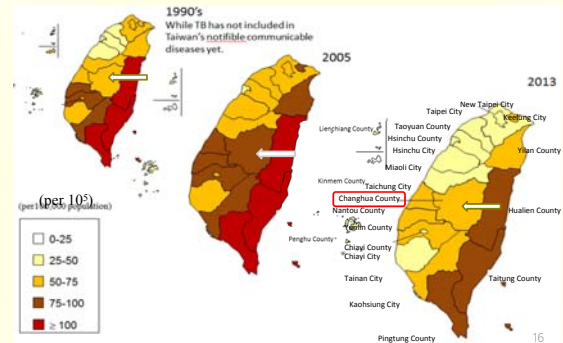 1990's
While TB has not included in
Taiwan's notifible communicable
diseases yet.
2005
2013
New Taipei City
Taipei City
Keelung City
Lienchiang County
Taoyuan County
Hsinchu County
Hsinchu City
Yilan County
Miaoli City
Kinmem County
Taichung City
Changhua County
Nantou County
Hualien County
Yunlin County
Penghu County
Chiayi County
Chiayi City
Tainan City
Taitung County
Kaohsiung City
Pingtung County
(per 10⁵)
0-25
25-50
50-75
75-100
≥ 100
16